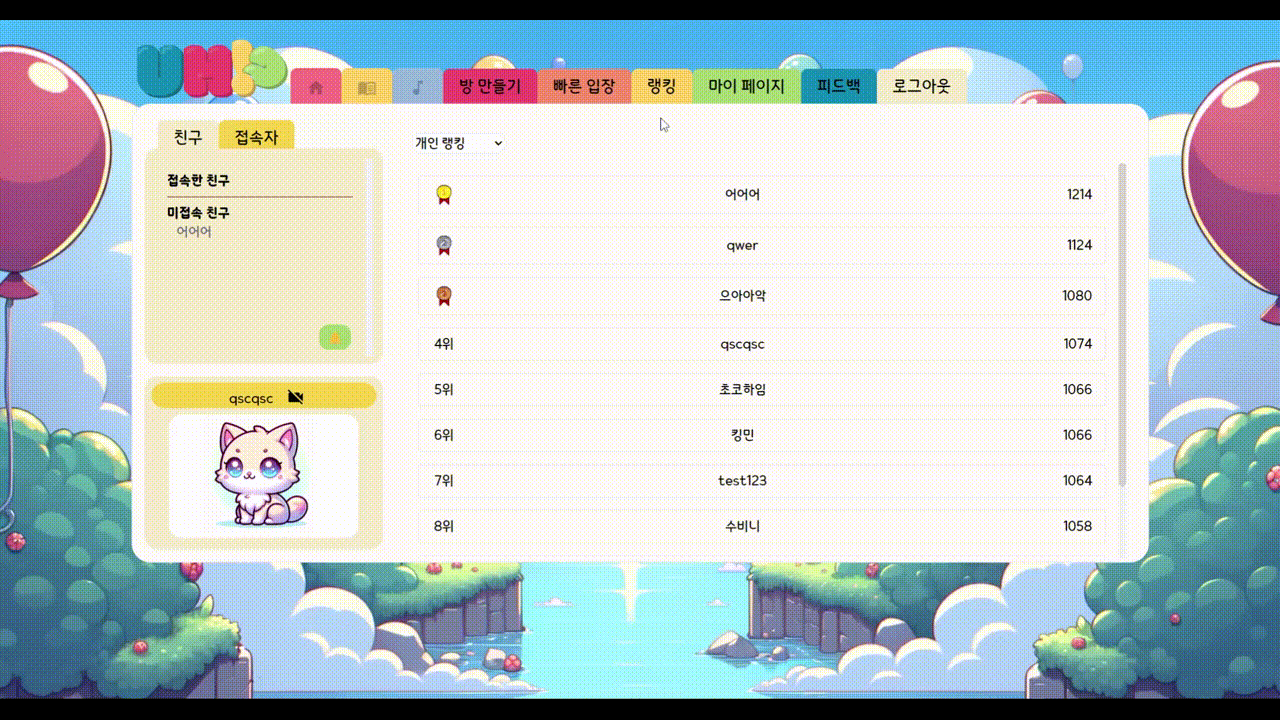 방 만들기 빠른 입장 랭킹 마이 페이지 피드백 로그아웃
친구 접속자
접속한 친구
미접속 친구
어어어
qscqsc
개인 랭킹
1 어어어 1214
2 qwer 1124
3 으아아악 1080
4위 qscqsc 1074
5위 초코하임 1066
6위 킹민 1066
7위 test123 1064
8위 수비니 1058